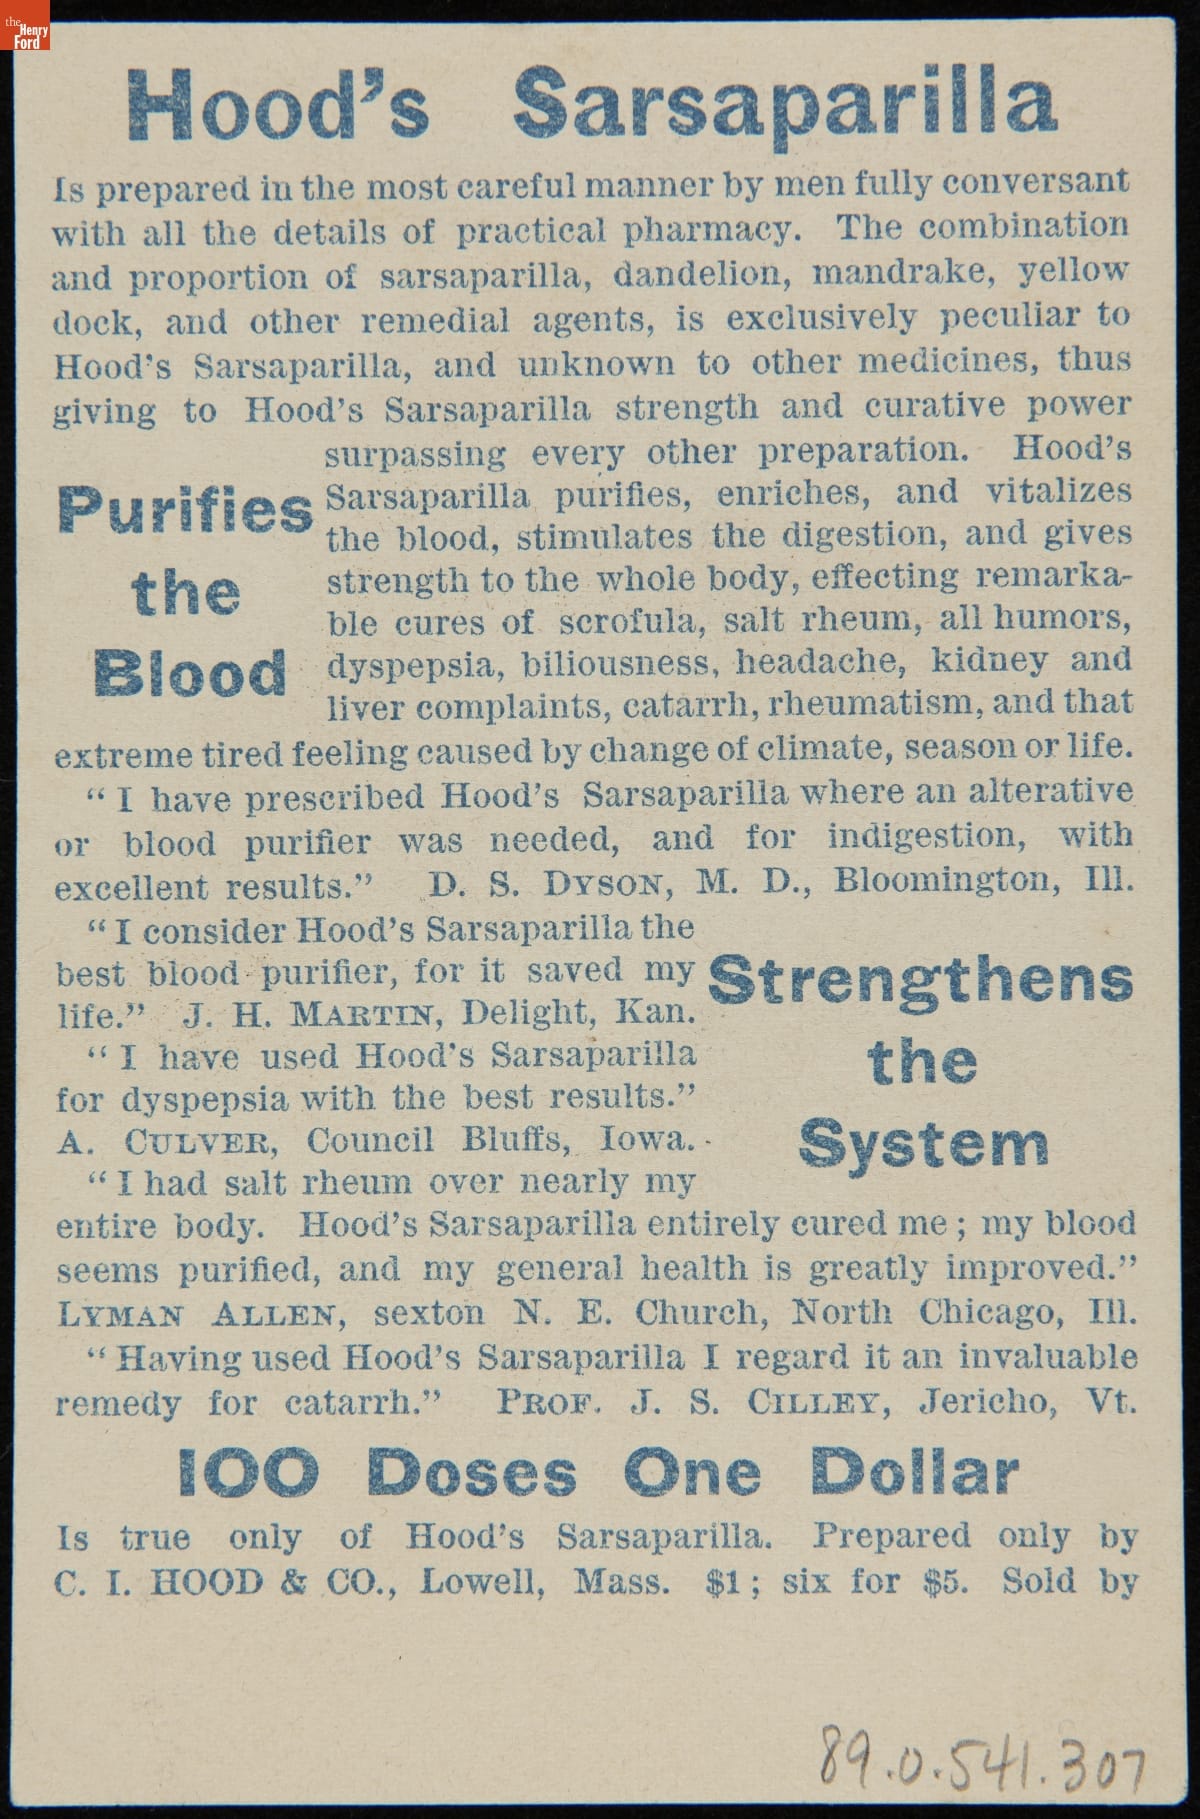 the
Henry
Ford
Hood's Sarsaparilla
Is prepared in the most careful manner by men fully conversant
with all the details of practical pharmacy. The combination
and proportion of sarsaparilla, dandelion, mandrake, yellow
dock, and other remedial agents, is exclusively peculiar to
Hood's Sarsaparilla, and unknown to other medicines, thus
giving to Hood's Sarsaparilla strength and curative power
surpassing every other preparation. Hood's
Sarsaparilla purifies, enriches, and vitalizes
the blood, stimulates the digestion, and gives
strength to the whole body, effecting remarka-
ble cures of scrofula, salt rheum, all humors,
dyspepsia, biliousness, headache, kidney and
liver complaints, catarrh, rheumatism, and that
Purifies
the
Blood
extreme tired feeling caused by change of climate, season or life.
"I have prescribed Hood's Sarsaparilla where an alterative
or blood purifier was needed, and for indigestion, with
excellent results." D. S. DYSON, M. D., Bloomington, Ill.
"I consider Hood's Sarsaparilla the
best blood purifier, for it saved my
life." J. H. MARTIN, Delight, Kan.
"I have used Hood's Sarsaparilla
for dyspepsia with the best results."
A. CULVER, Council Bluffs, Iowa.
"I had salt rheum over nearly my
Strengthens
the
System
entire body. Hood's Sarsaparilla entirely cured me; my blood
seems purified, and my general health is greatly improved."
LYMAN ALLEN, sexton N. E. Church, North Chicago, Ill.
"Having used Hood's Sarsaparilla I regard it an invaluable
remedy for catarrh." PROF. J. S. CILLEY, Jericho, Vt.
100 Doses One Dollar
Is true only of Hood's Sarsaparilla. Prepared only by
C. I. HOOD & CO., Lowell, Mass. $1; six for $5. Sold by
89.0.541.307